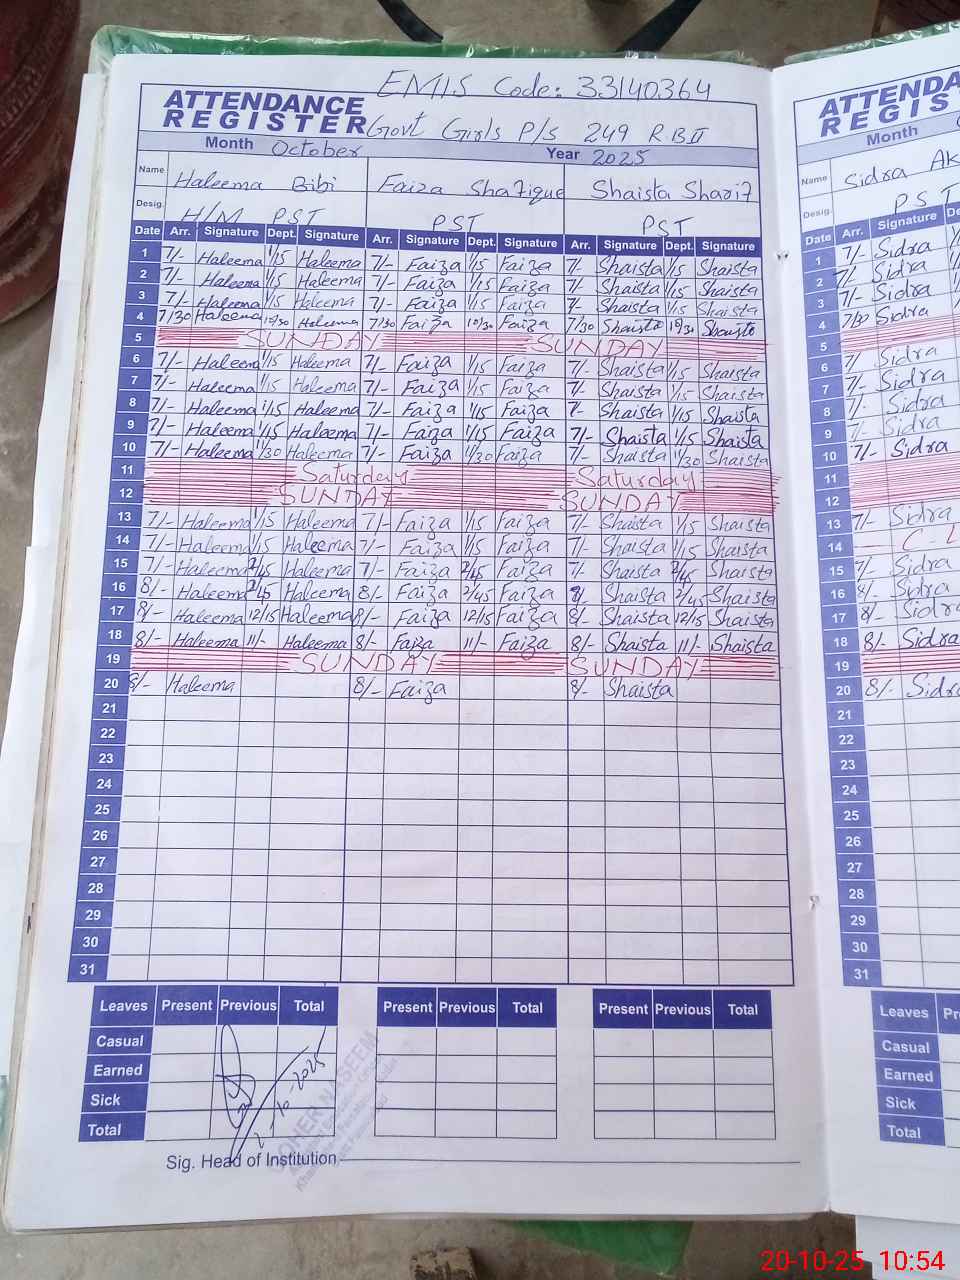 EMIS Code: 33140364
ATTENDANCE
REGISTER Govt Girls P/s 249 R.B II
Month October Year 2025
Name Haleema Bibi Faiza Shafique Shaista Sharif
Desig. H/M PST PST PST
Date Arr. Signature Dept. Signature Arr. Signature Dept. Signature Arr. Signature Dept. Signature
1 7/- Haleema 1/15 Haleema 7/- Faiza 1/15 Faiza 7/- Shaista 1/15 Shaista
2 7/- Haleema 1/15 Haleema 7/- Faiza 1/15 Faiza 7/- Shaista 1/15 Shaista
3 7/- Haleema 1/15 Haleema 7/- Faiza 1/15 Faiza 7/- Shaista 1/15 Shaista
4 7/30 Haleema 10/30 Haleema 7/30 Faiza 10/30 Faiza 7/30 Shaista 10/30 Shaista
5 SUNDAY SUNDAY
6 7/- Haleema 1/15 Haleema 7/- Faiza 1/15 Faiza 7/- Shaista 1/15 Shaista
7 7/- Haleema 1/15 Haleema 7/- Faiza 1/15 Faiza 7/- Shaista 1/15 Shaista
8 7/- Haleema 1/15 Haleema 7/- Faiza 1/15 Faiza 7- Shaista 1/15 Shaista
9 7/- Haleema 1/15 Haleema 7/- Faiza 1/15 Faiza 7/- Shaista 1/15 Shaista
10 7/- Haleema 11/30 Haleema 7/- Faiza 11/30 Faiza 7/- Shaista 11/30 Shaista
11 Saturday Saturday
12 SUNDAY SUNDAY
13 7/- Haleema 1/15 Haleema 7/- Faiza 1/15 Faiza 7/- Shaista 1/15 Shaista
14 7/- Haleema 1/15 Haleema 7/- Faiza 1/15 Faiza 7/- Shaista 1/15 Shaista
15 7/- Haleema 2/45 Haleema 7/- Faiza 2/45 Faiza 7/- Shaista 2/45 Shaista
16 8/- Haleema 2/45 Haleema 8/- Faiza 2/45 Faiza 8/- Shaista 2/45 Shaista
17 8/- Haleema 12/15 Haleema 8/- Faiza 12/15 Faiza 8/- Shaista 12/15 Shaista
18 8/- Haleema 11/- Haleema 8/- Faiza 11/- Faiza 8/- Shaista 11/- Shaista
19 SUNDAY SUNDAY
20 8/- Haleema 8/- Faiza 8/- Shaista
21
22
23
24
25
26
27
28
29
30
31
Leaves Present Previous Total Present Previous Total Present Previous Total
Casual
Earned
Sick
Total
10-2025
NASEEM
Sig. Head of Institution
ATTENDA
REGIS
Month
Name Sidra Ak
Desig. PST
Date Arr. Signature
1 7/- Sidra
2 7/- Sidra
3 7/- Sidra
4 7/30 Sidra
5
6 7/ Sidra
7 7/- Sidra
8 7/- Sidra
9 7/- Sidra
10 7/- Sidra
11
12
13 7/- Sidra
14 C-L
15 7/- Sidra
16 8/- Sidra
17 8/- Sidra
18 8/- Sidra
19
20 8/- Sidra
21
22
23
24
25
26
27
28
29
30
31
Leaves Pr
Casual
Earned
Sick
Total
20-10-25 10:54